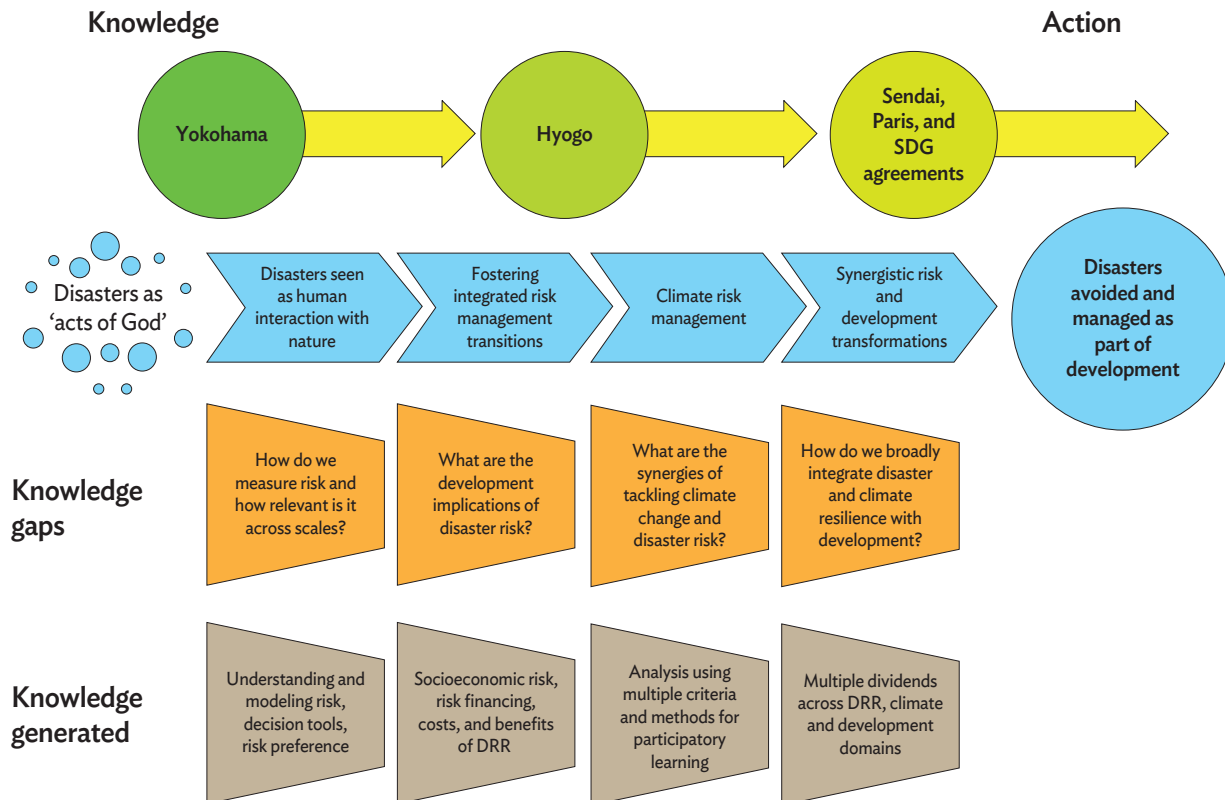 Knowledge
Action
Yokohama
Hyogo
Sendai,
Paris, and
SDG
agreements
Disasters as
‘acts of God’
Disasters seen
as human
interaction with
nature
Fostering
integrated risk
management
transitions
Climate risk
management
Synergistic risk
and
development
transformations
Disasters
avoided and
managed as
part of
development
Knowledge
gaps
How do we
measure risk and
how relevant is it
across scales?
What are the
development
implications of
disaster risk?
What are the
synergies of
tackling climate
change and
disaster risk?
How do we broadly
integrate disaster
and climate
resilience with
development?
Knowledge
generated
Understanding and
modeling risk,
decision tools,
risk preference
Socioeconomic risk,
risk financing,
costs, and benefits
of DRR
Analysis using
multiple criteria
and methods for
participatory
learning
Multiple dividends
across DRR, climate
and development
domains